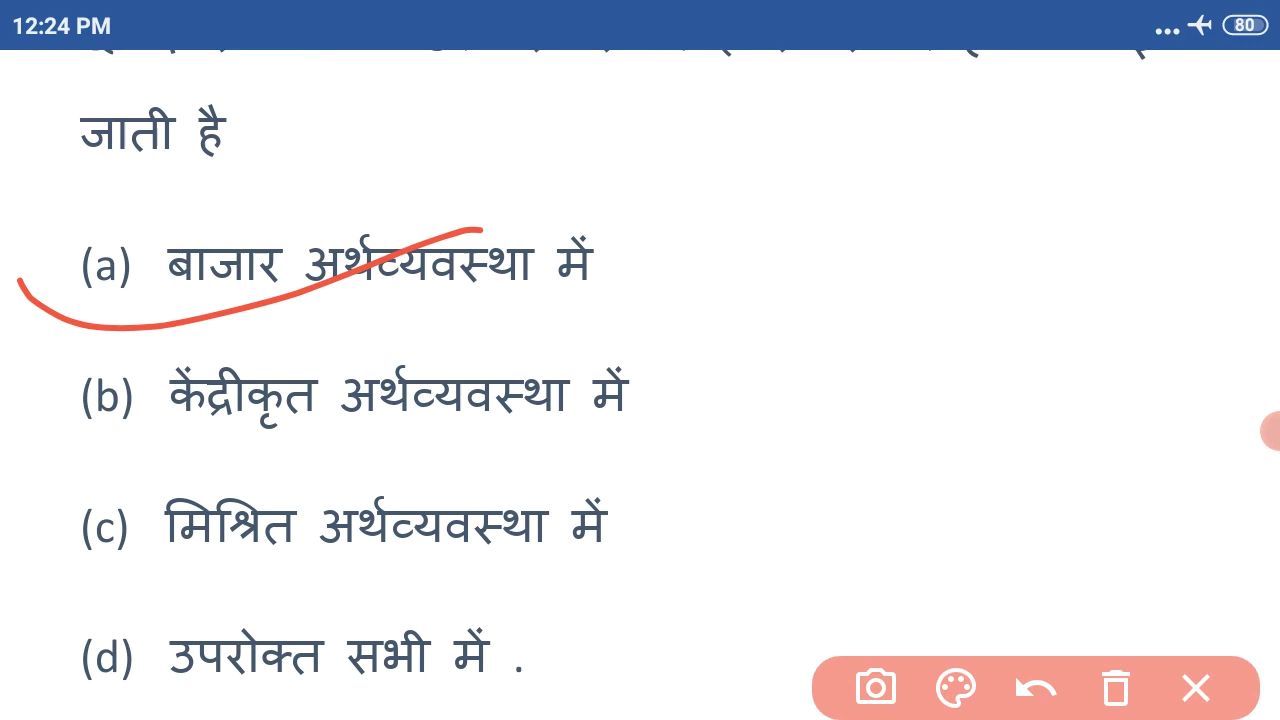 12:24 PM
80
जाती है
(a) बाजार अर्थव्यवस्था में
(b) केंद्रीकृत अर्थव्यवस्था में
(c) मिश्रित अर्थव्यवस्था में
(d) उपरोक्त सभी में .